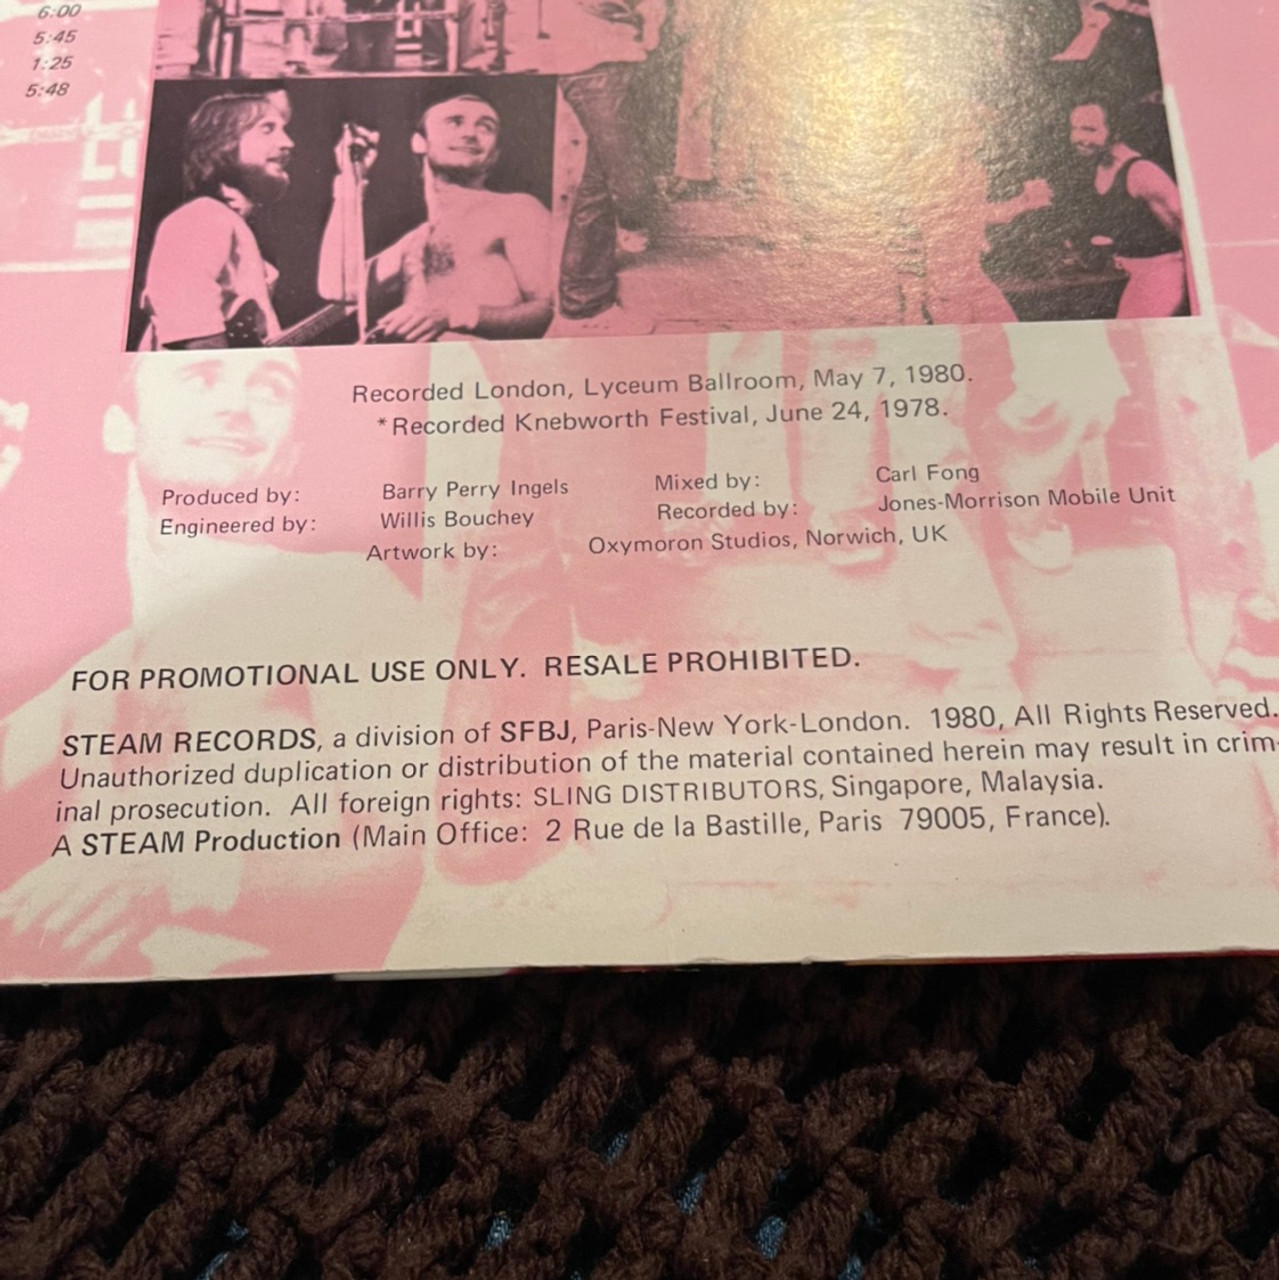 6:00
5:45
1:25
5:48
Recorded London, Lyceum Ballroom, May 7, 1980.
*Recorded Knebworth Festival, June 24, 1978.
Produced by: Barry Perry Ingels Mixed by: Carl Fong
Engineered by: Willis Bouchey Recorded by: Jones-Morrison Mobile Unit
Artwork by: Oxymoron Studios, Norwich, UK
FOR PROMOTIONAL USE ONLY. RESALE PROHIBITED.
STEAM RECORDS, a division of SFBJ, Paris-New York-London. 1980, All Rights Reserved.
Unauthorized duplication or distribution of the material contained herein may result in crim-
inal prosecution. All foreign rights: SLING DISTRIBUTORS, Singapore, Malaysia.
A STEAM Production (Main Office: 2 Rue de la Bastille, Paris 79005, France).